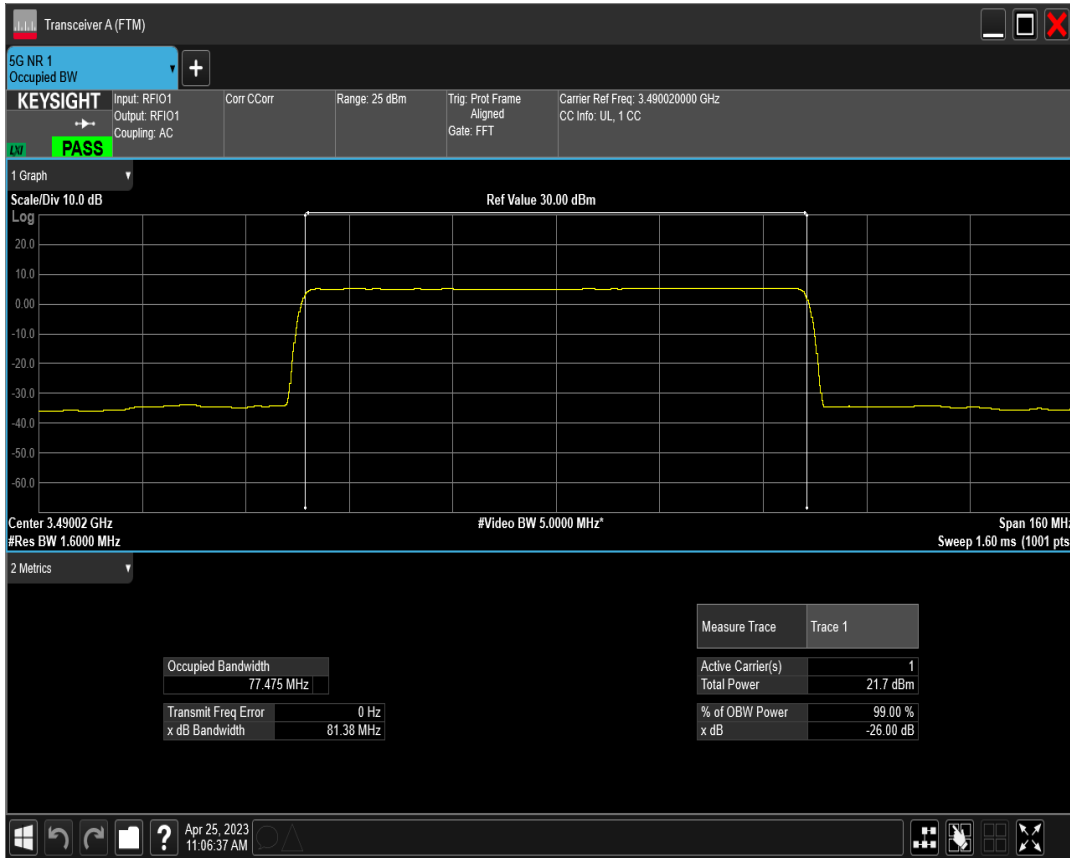 Transceiver A (FTM)
5G NR 1
Occupied BW
+
KEYSIGHT
Input: RFIO1
Output: RFIO1
Coupling: AC
Corr CCorr
Range: 25 dBm
Trig: Prot Frame
Aligned
Gate: FFT
Carrier Ref Freq: 3.490020000 GHz
CC Info: UL, 1 CC
LXI
PASS
1 Graph
Scale/Div 10.0 dB
Ref Value 30.00 dBm
Log
20.0
10.0
0.00
-10.0
-20.0
-30.0
-40.0
-50.0
-60.0
Center 3.49002 GHz
#Video BW 5.0000 MHz*
Span 160 MHz
#Res BW 1.6000 MHz
Sweep 1.60 ms (1001 pts
2 Metrics
Measure Trace Trace 1
Occupied Bandwidth
77.475 MHz
Active Carrier(s) 1
Total Power 21.7 dBm
Transmit Freq Error 0 Hz
x dB Bandwidth 81.38 MHz
% of OBW Power 99.00 %
x dB -26.00 dB
?
Apr 25, 2023
11:06:37 AM